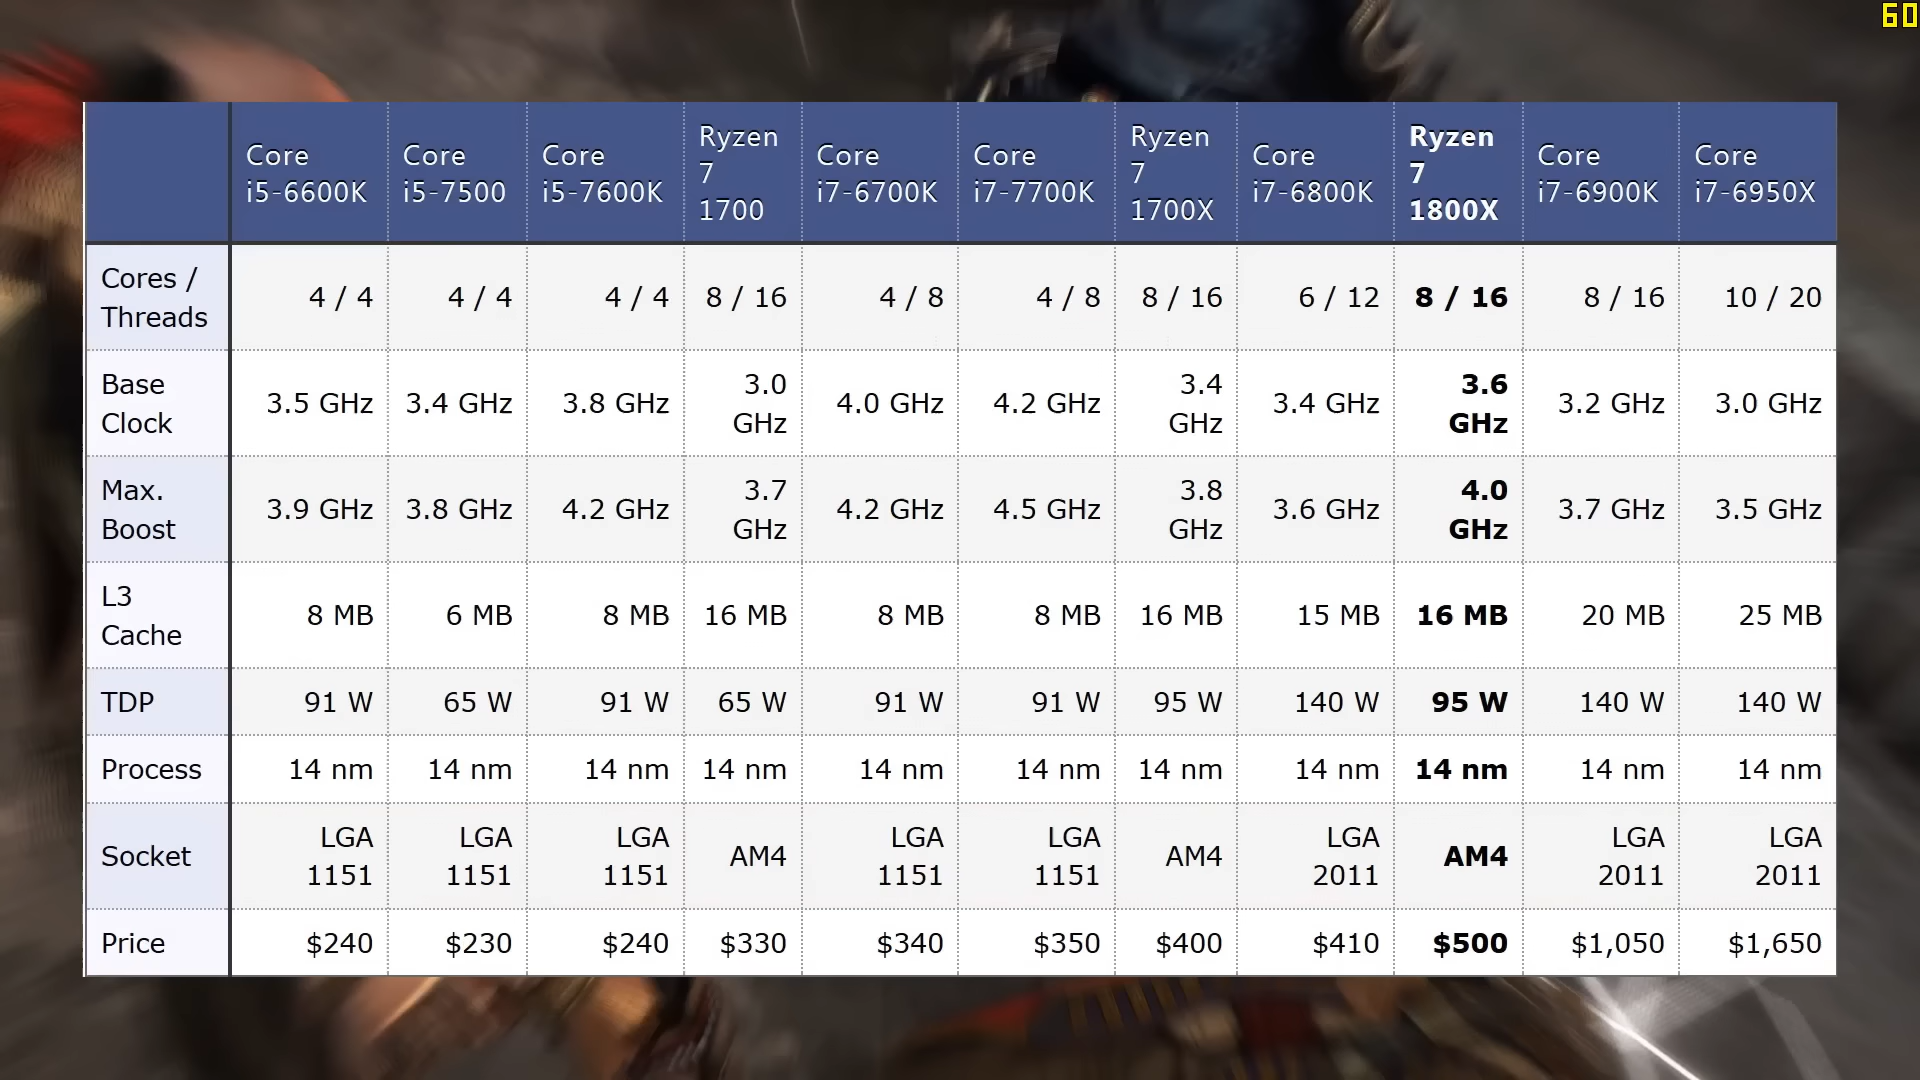 60
Core i5-6600K Core i5-7500 Core i5-7600K Ryzen 7 1700 Core i7-6700K Core i7-7700K Ryzen 7 1700X Core i7-6800K Ryzen 7 1800X Core i7-6900K Core i7-6950X
Cores / Threads 4 / 4 4 / 4 4 / 4 8 / 16 4 / 8 4 / 8 8 / 16 6 / 12 8 / 16 8 / 16 10 / 20
Base Clock 3.5 GHz 3.4 GHz 3.8 GHz 3.0 GHz 4.0 GHz 4.2 GHz 3.4 GHz 3.4 GHz 3.6 GHz 3.2 GHz 3.0 GHz
Max. Boost 3.9 GHz 3.8 GHz 4.2 GHz 3.7 GHz 4.2 GHz 4.5 GHz 3.8 GHz 3.6 GHz 4.0 GHz 3.7 GHz 3.5 GHz
L3 Cache 8 MB 6 MB 8 MB 16 MB 8 MB 8 MB 16 MB 15 MB 16 MB 20 MB 25 MB
TDP 91 W 65 W 91 W 65 W 91 W 91 W 95 W 140 W 95 W 140 W 140 W
Process 14 nm 14 nm 14 nm 14 nm 14 nm 14 nm 14 nm 14 nm 14 nm 14 nm 14 nm
Socket LGA 1151 LGA 1151 LGA 1151 AM4 LGA 1151 LGA 1151 AM4 LGA 2011 AM4 LGA 2011 LGA 2011
Price $240 $230 $240 $330 $340 $350 $400 $410 $500 $1,050 $1,650